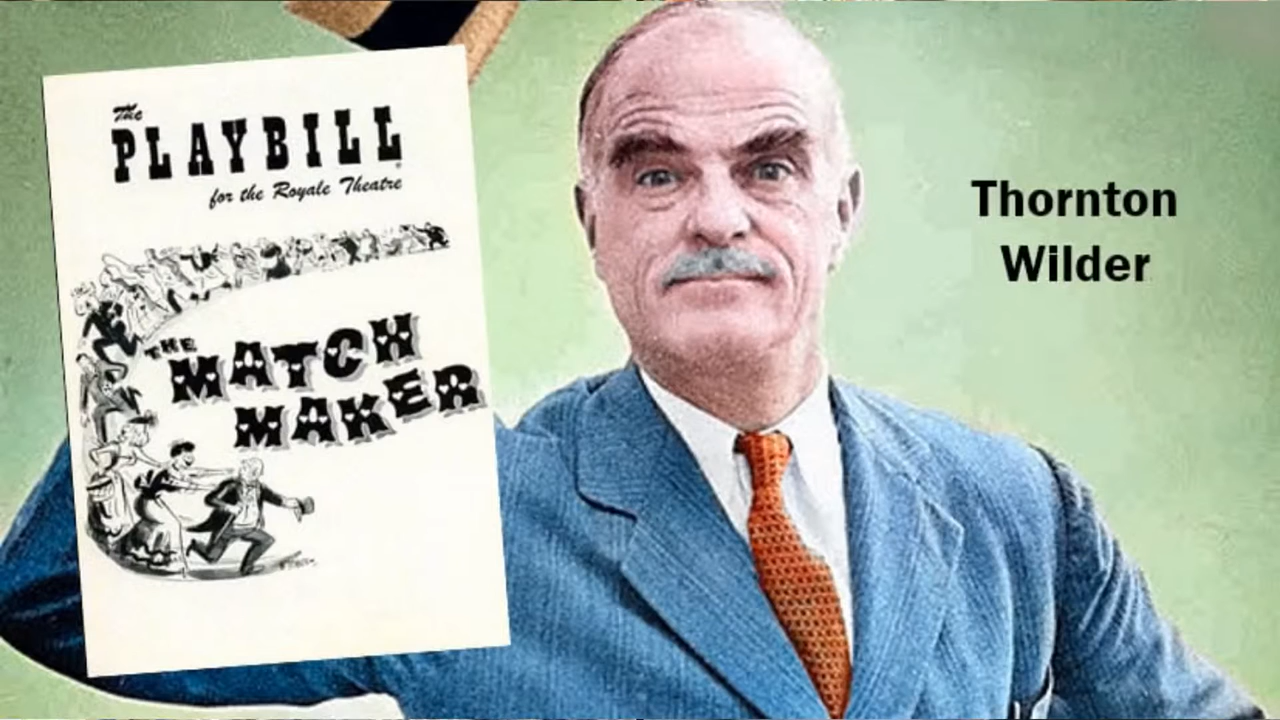 The
PLAYBILL
for the Royale Theatre
THE
MATCH
MAKER
Thornton
Wilder